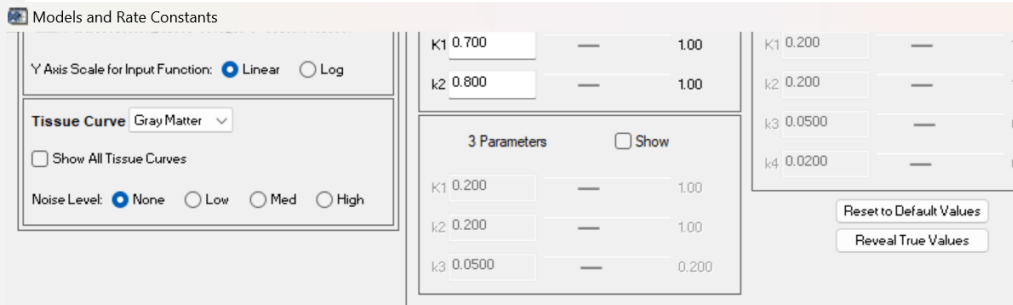 Models and Rate Constants
Y Axis Scale for Input Function: Linear Log
Tissue Curve Gray Matter
Show All Tissue Curves
Noise Level: None Low Med High
K1 0.700 1.00
k2 0.800 1.00
3 Parameters Show
K1 0.200 1.00
k2 0.200 1.00
k3 0.0500 0.200
K1 0.200
k2 0.200
k3 0.0500
k4 0.0200
Reset to Default Values
Reveal True Values